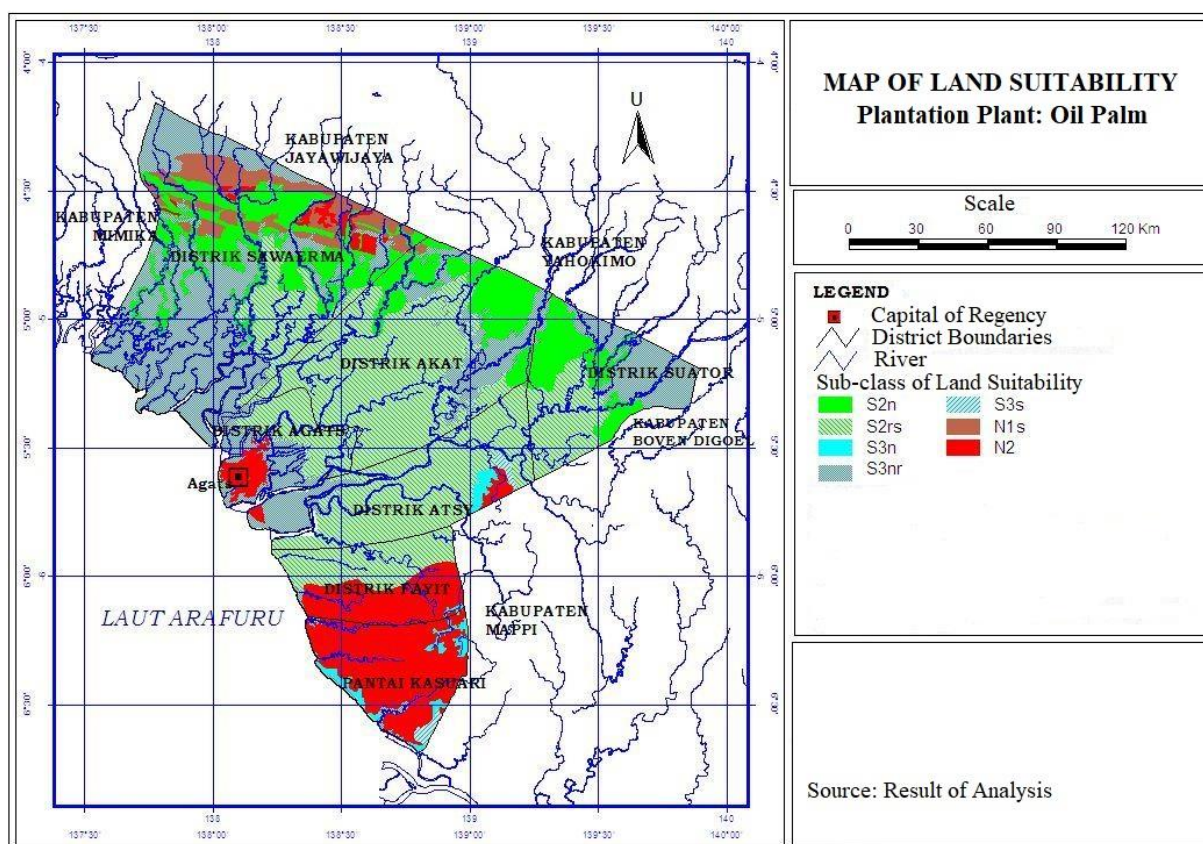 MAP OF LAND SUITABILITY
Plantation Plant: Oil Palm
Scale
0 30 60 90 120 Km
LEGEND
Capital of Regency
District Boundaries
River
Sub-class of Land Suitability
S2n
S2rs
S3n
S3nr
S3s
N1s
N2
Source: Result of Analysis
137°30' 138 138°30' 139 139°30' 140
138°00' 139°00' 140°00'
4°00' 4°30' 5°00' 5°30' 6°00' 6°30'
U
KABUPATEN
JAYAWIJAYA
KABUPATEN
MIMIKA
DISTRIK SAWAERMA
KABUPATEN
YAHOKIMO
DISTRIK AKAT
DISTRIK SUATOR
KABUPATEN
BOVEN DIGOEL
DISTRIK AGATS
Agats
DISTRIK ATSY
DISTRIK FAYIT
LAUT ARAFURU
KABUPATEN
MAPPI
PANTAI KASUARI